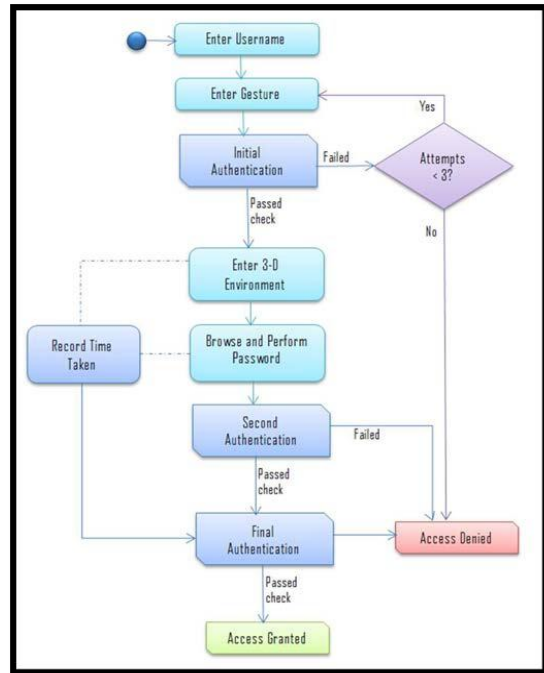 Enter Username
Enter Gesture
Yes
Initial
Authentication
Failed
Attempts
< 3?
Passed
check
No
Enter 3-D
Environment
Record Time
Taken
Browse and Perform
Password
Second
Authentication
Failed
Passed
check
Final
Authentication
Access Denied
Passed
check
Access Granted